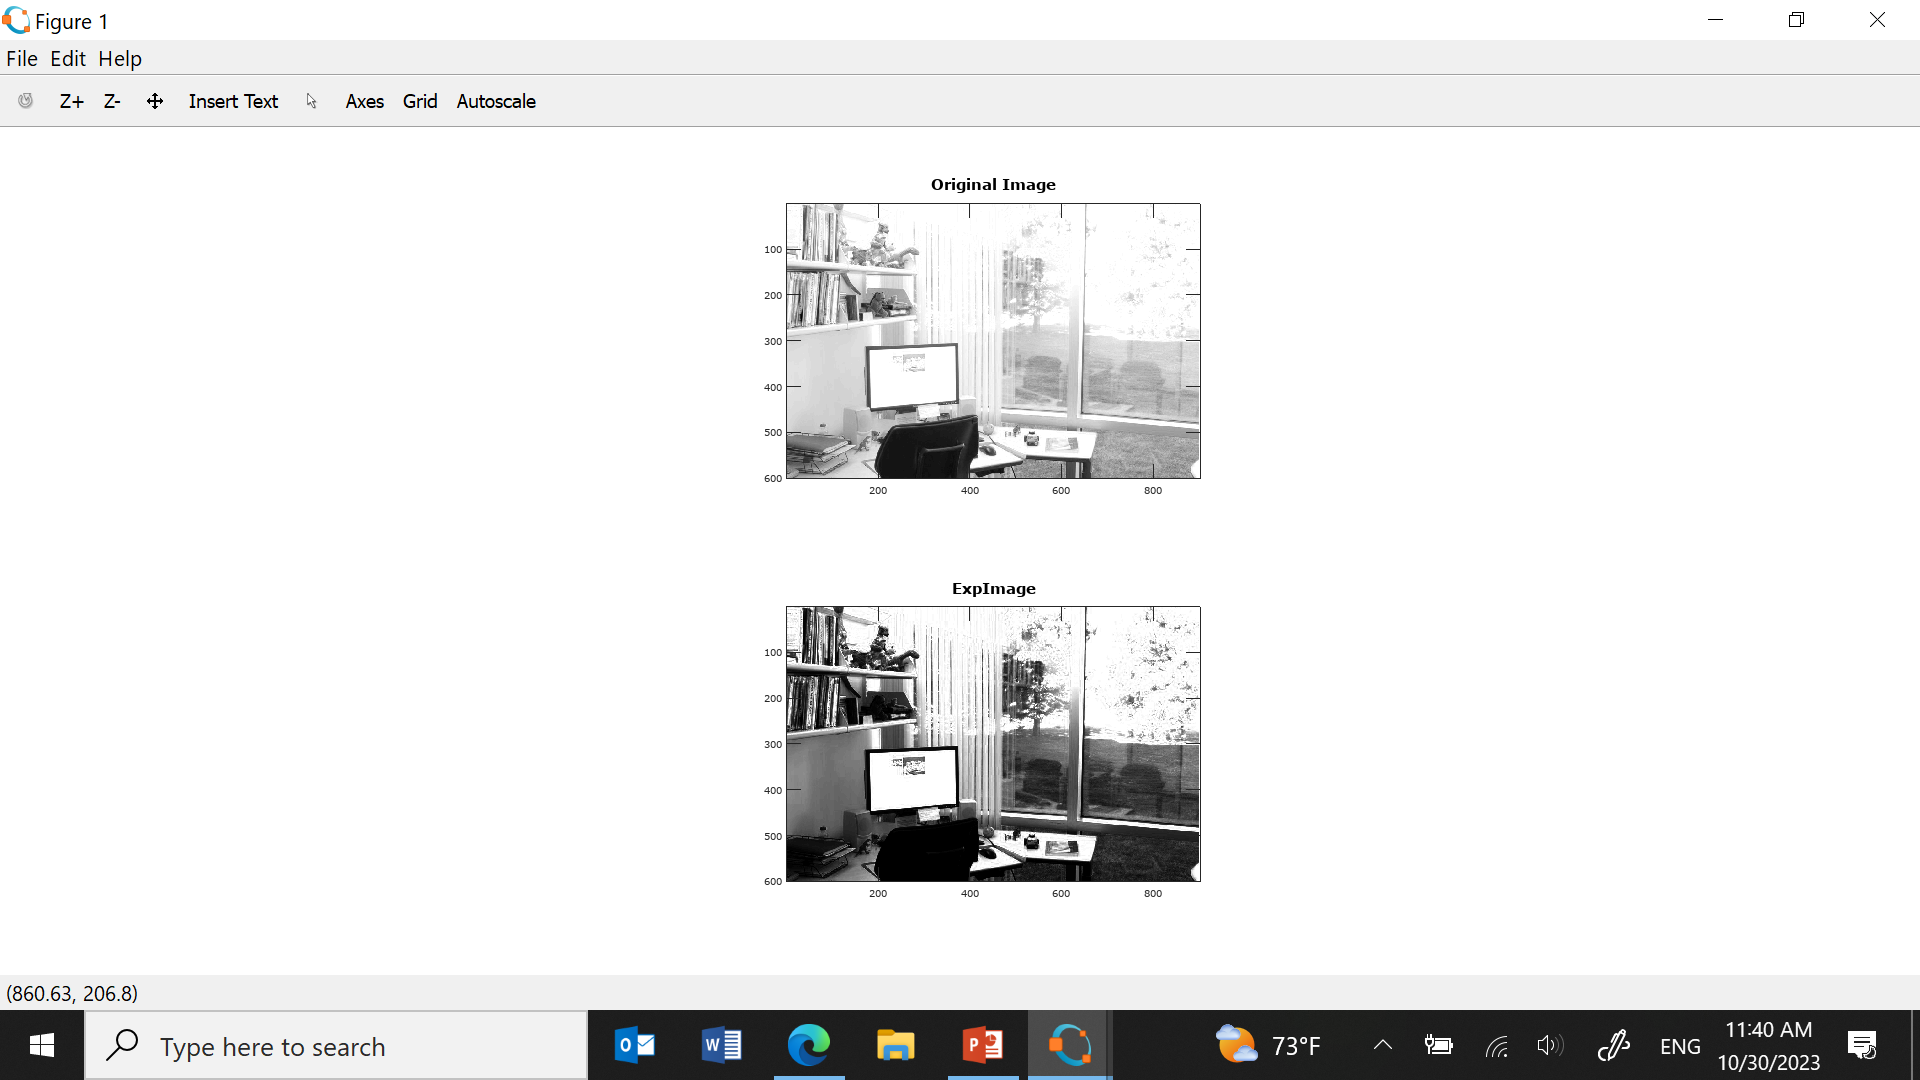 Figure 1
File Edit Help
Z+ Z- Insert Text Axes Grid Autoscale
Original Image
100
200
300
400
500
600
200 400 600 800
ExpImage
100
200
300
400
500
600
200 400 600 800
(860.63, 206.8)
Type here to search
73°F
ENG
11:40 AM
10/30/2023